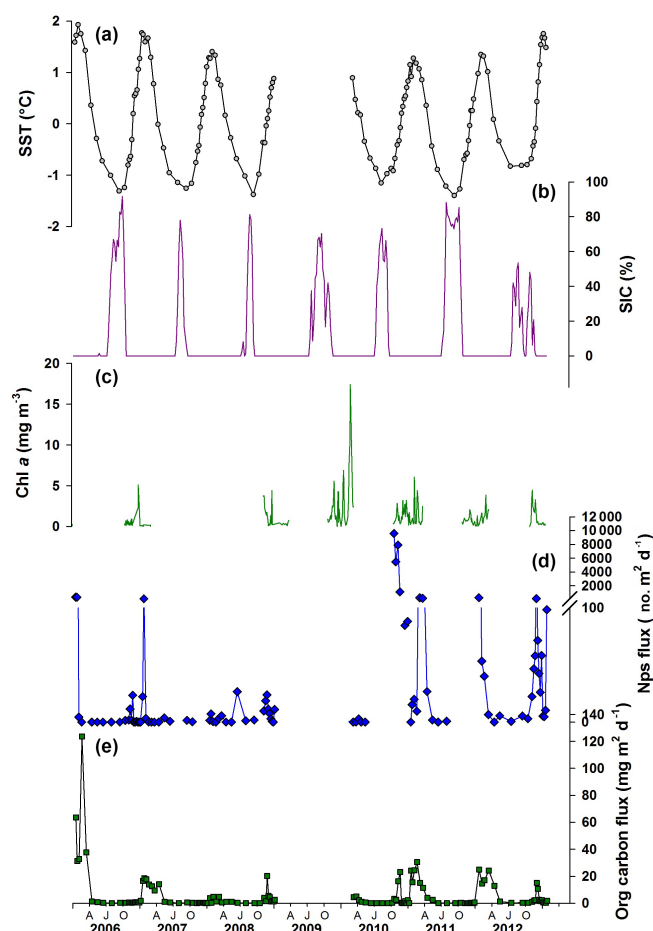 (a)
2
1
0
-1
-2
SST (°C)
(b)
100
80
60
40
20
0
SIC (%)
(c)
20
15
10
5
0
Chl a (mg m-3)
(d)
12 000
10 000
8000
6000
4000
2000
100
0
Nps flux ( no. m2 d-1)
(e)
140
120
100
80
60
40
20
0
Org carbon flux (mg m2 d-1)
A J O A J O A J O A J O A J O A J O A J O
2006 2007 2008 2009 2010 2011 2012